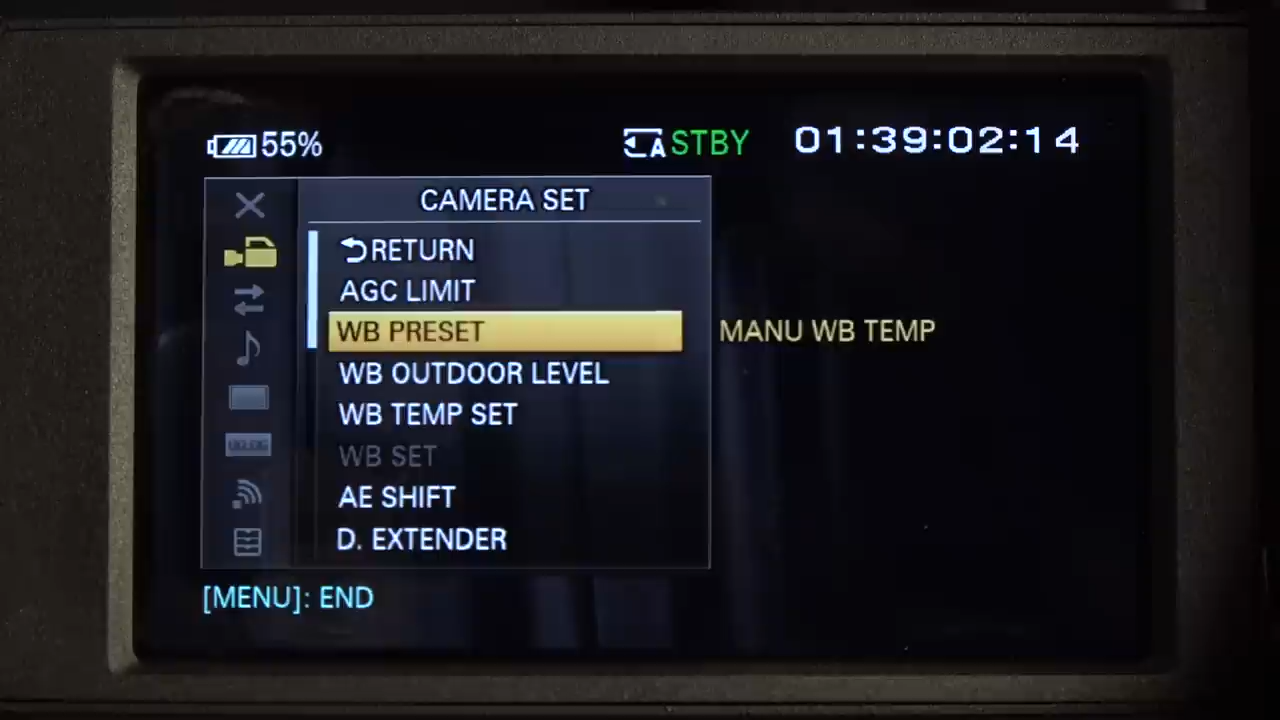 55%
A STBY
01:39:02:14
CAMERA SET
RETURN
AGC LIMIT
WB PRESET MANU WB TEMP
WB OUTDOOR LEVEL
WB TEMP SET
WB SET
AE SHIFT
D. EXTENDER
[MENU]: END